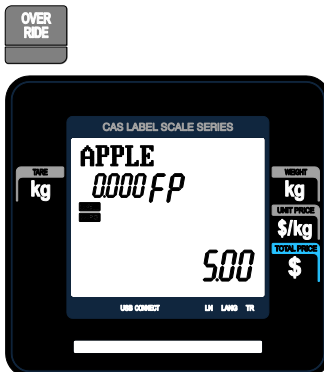 OVER
RIDE
CAS LABEL SCALE SERIES
APPLE
TARE
kg
0.000 FP
WEIGHT
kg
UNIT PRICE
$/kg
TOTAL PRICE
$
5.00
USB CONNECT LN LANG TR